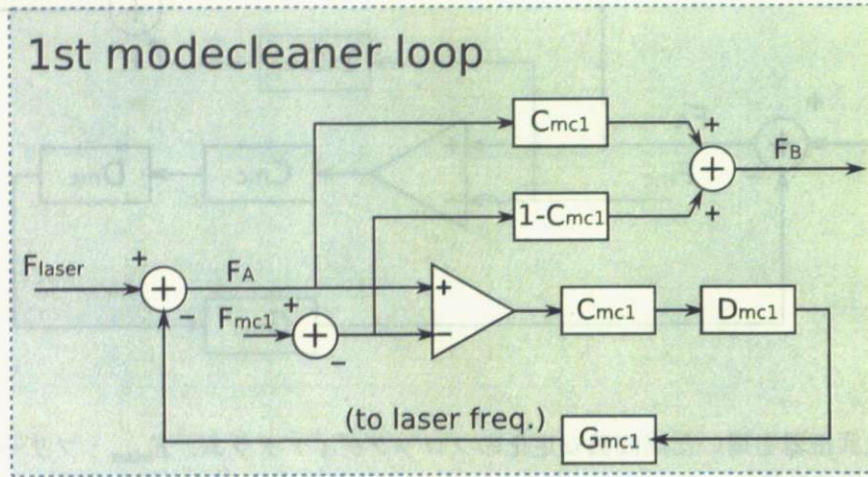 1st modecleaner loop
Cmc1
+
+
FB
1-Cmc1
+
Flaser
+
+
FA
-
Fmc1
+
+
-
+
-
Cmc1
Dmc1
(to laser freq.)
Gmc1